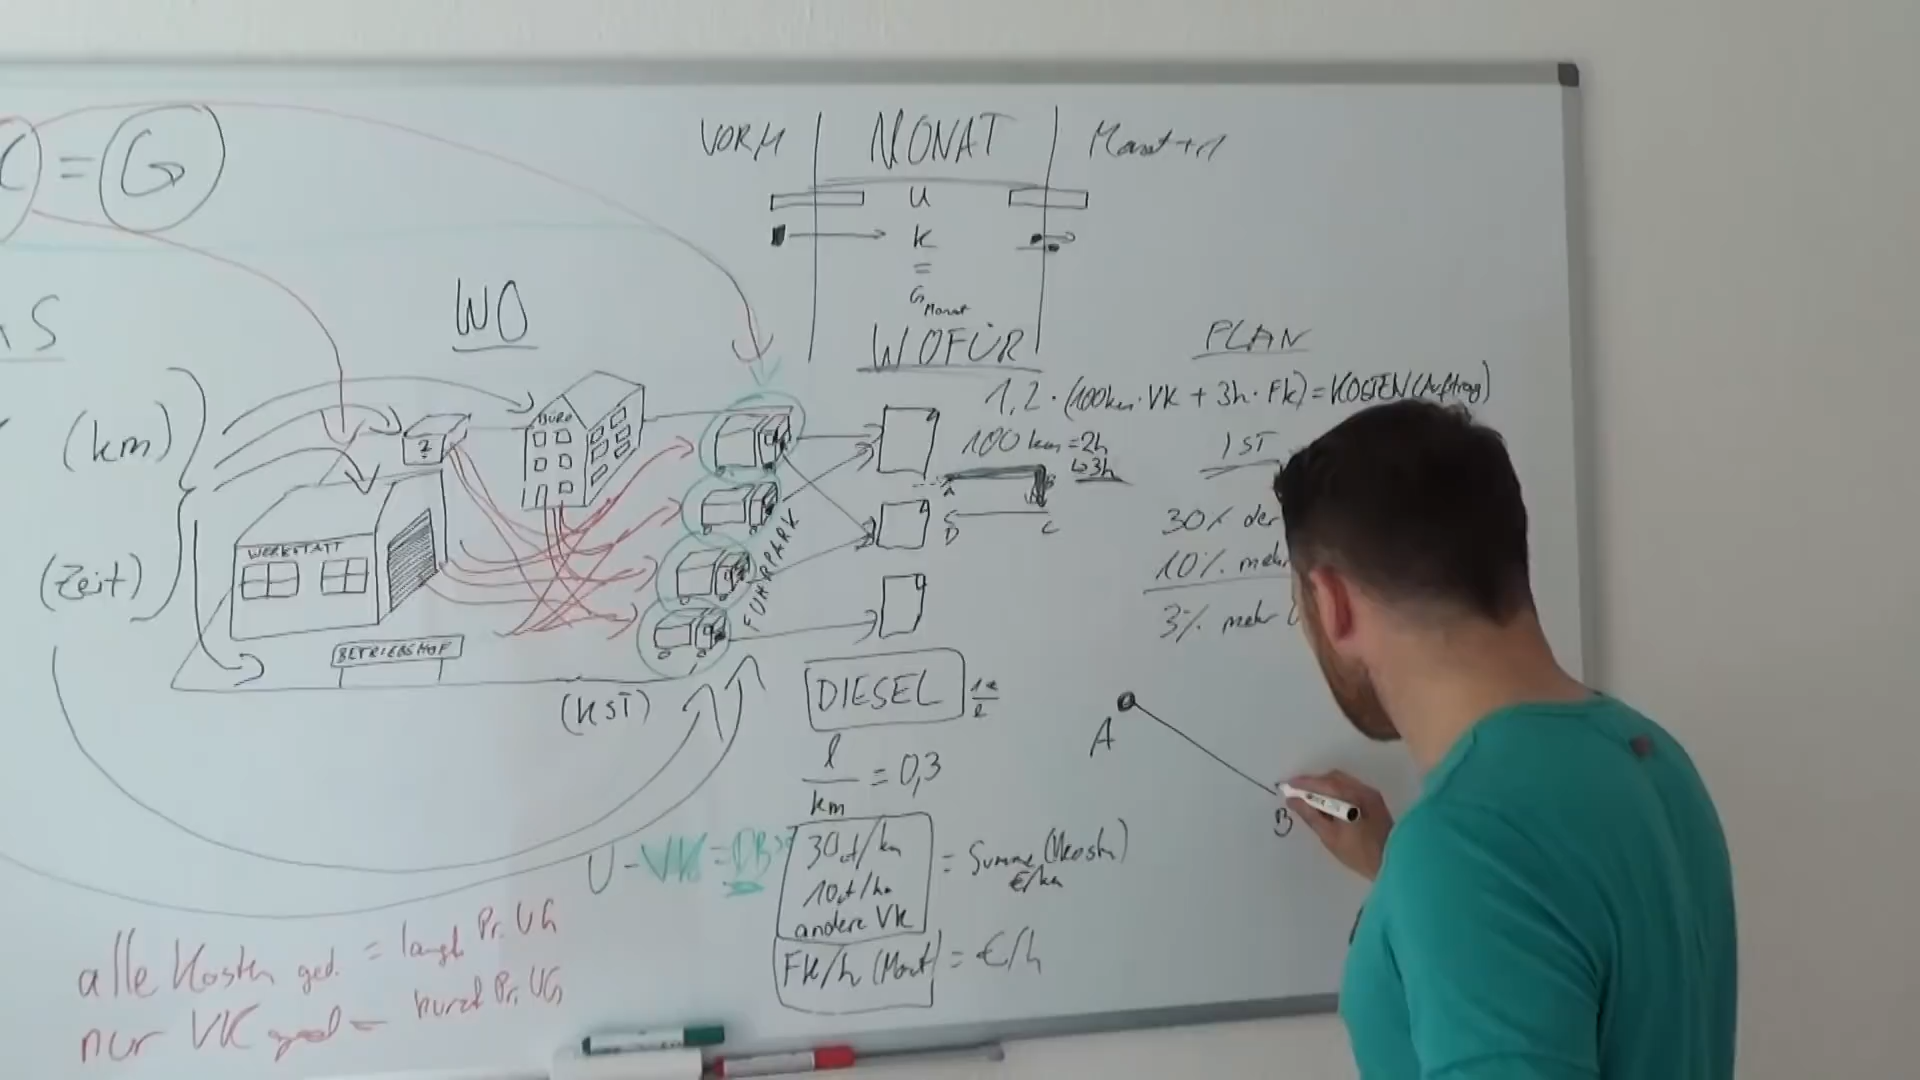 = G
VORM | MONAT | Monat+1
U
K
=
G Monat
WO
WOFÜR
PLAN
1,2 · (100km · VK + 3h · Fk) = KOSTEN (Auftrag)
(km)
(Zeit)
?
BÜRO
WERKSTATT
BETRIEBSHOF
FUHRPARK
(KST)
100 km = 2h
↳3h
A B
D C
IST
30% der
10% mehr
3% mehr
DIESEL
l/km = 0,3
A
B
U - VK = DB
30ct/km
10ct/km
andere VK
= Summe (Vkosten)
€/km
FK/h (Monat) = €/h
alle Kosten ged. = langf. Pr. UG
nur VK ged = kurzf. Pr. UG